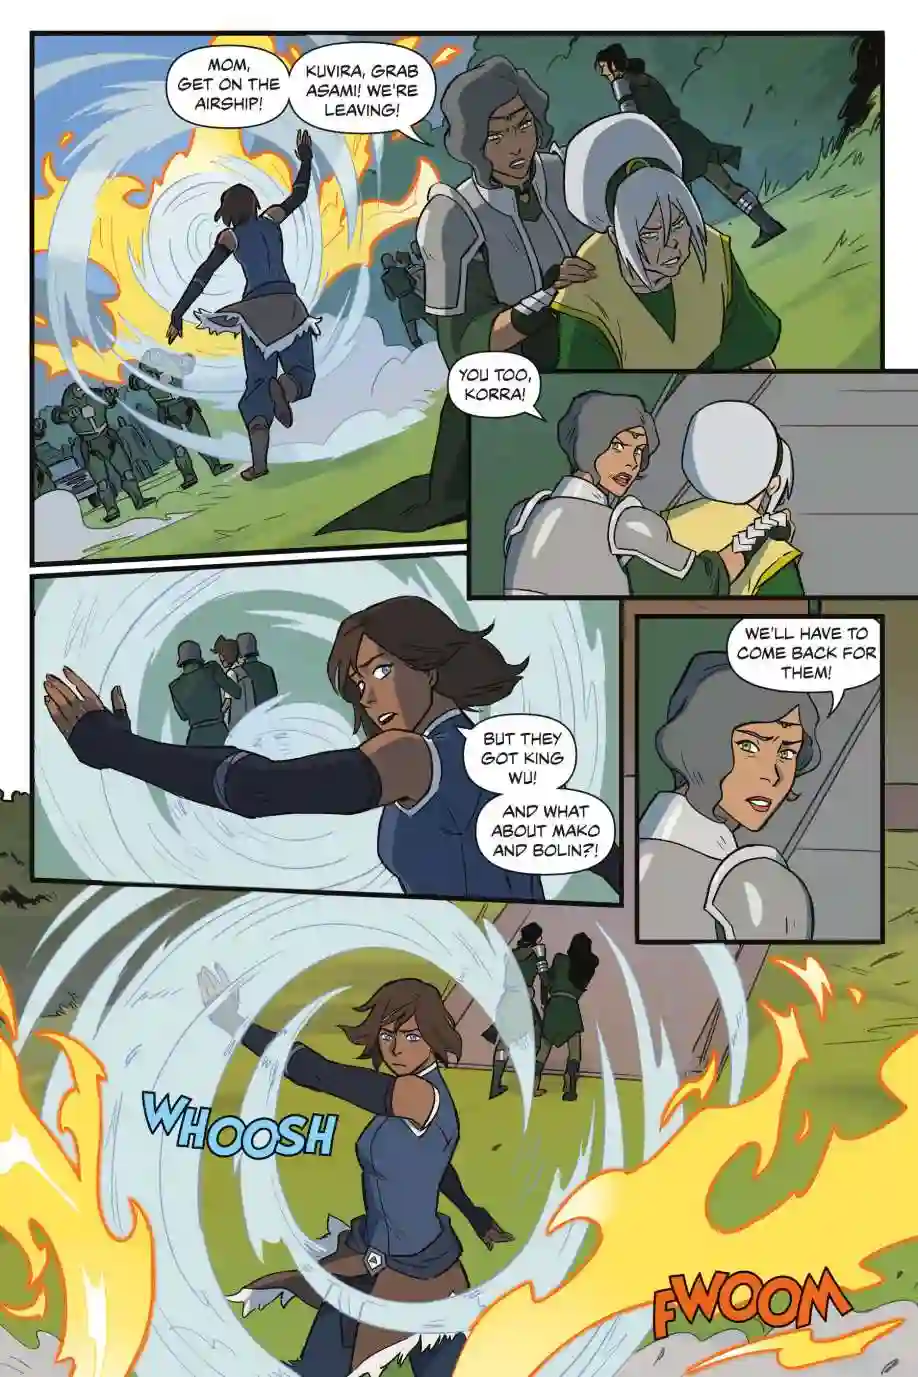 MOM,
GET ON THE
AIRSHIP!
KUVIRA, GRAB
ASAMI! WE'RE
LEAVING!
YOU TOO,
KORRA!
BUT THEY
GOT KING
WU!
AND WHAT
ABOUT MAKO
AND BOLIN?!
WE'LL HAVE TO
COME BACK FOR
THEM!
WHOOSH
FWOOM